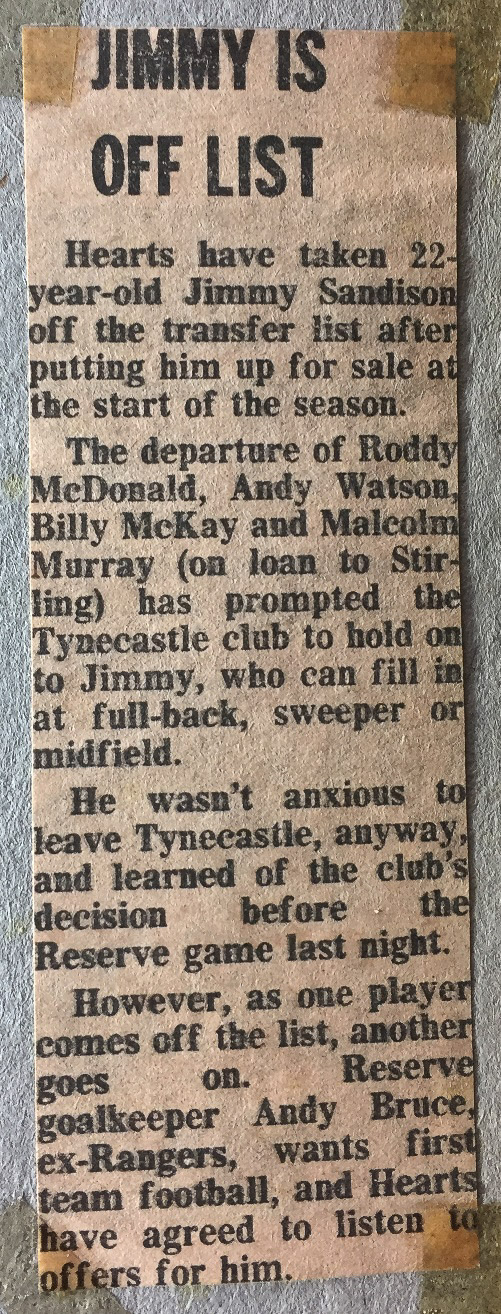 JIMMY IS
OFF LIST
Hearts have taken 22-
year-old Jimmy Sandison
off the transfer list after
putting him up for sale at
the start of the season.
The departure of Roddy
McDonald, Andy Watson,
Billy McKay and Malcolm
Murray (on loan to Stir-
ling) has prompted the
Tynecastle club to hold on
to Jimmy, who can fill in
at full-back, sweeper or
midfield.
He wasn't anxious to
leave Tynecastle, anyway,
and learned of the club's
decision before the
Reserve game last night.
However, as one player
comes off the list, another
goes on. Reserve
goalkeeper Andy Bruce,
ex-Rangers, wants first
team football, and Hearts
have agreed to listen to
offers for him.